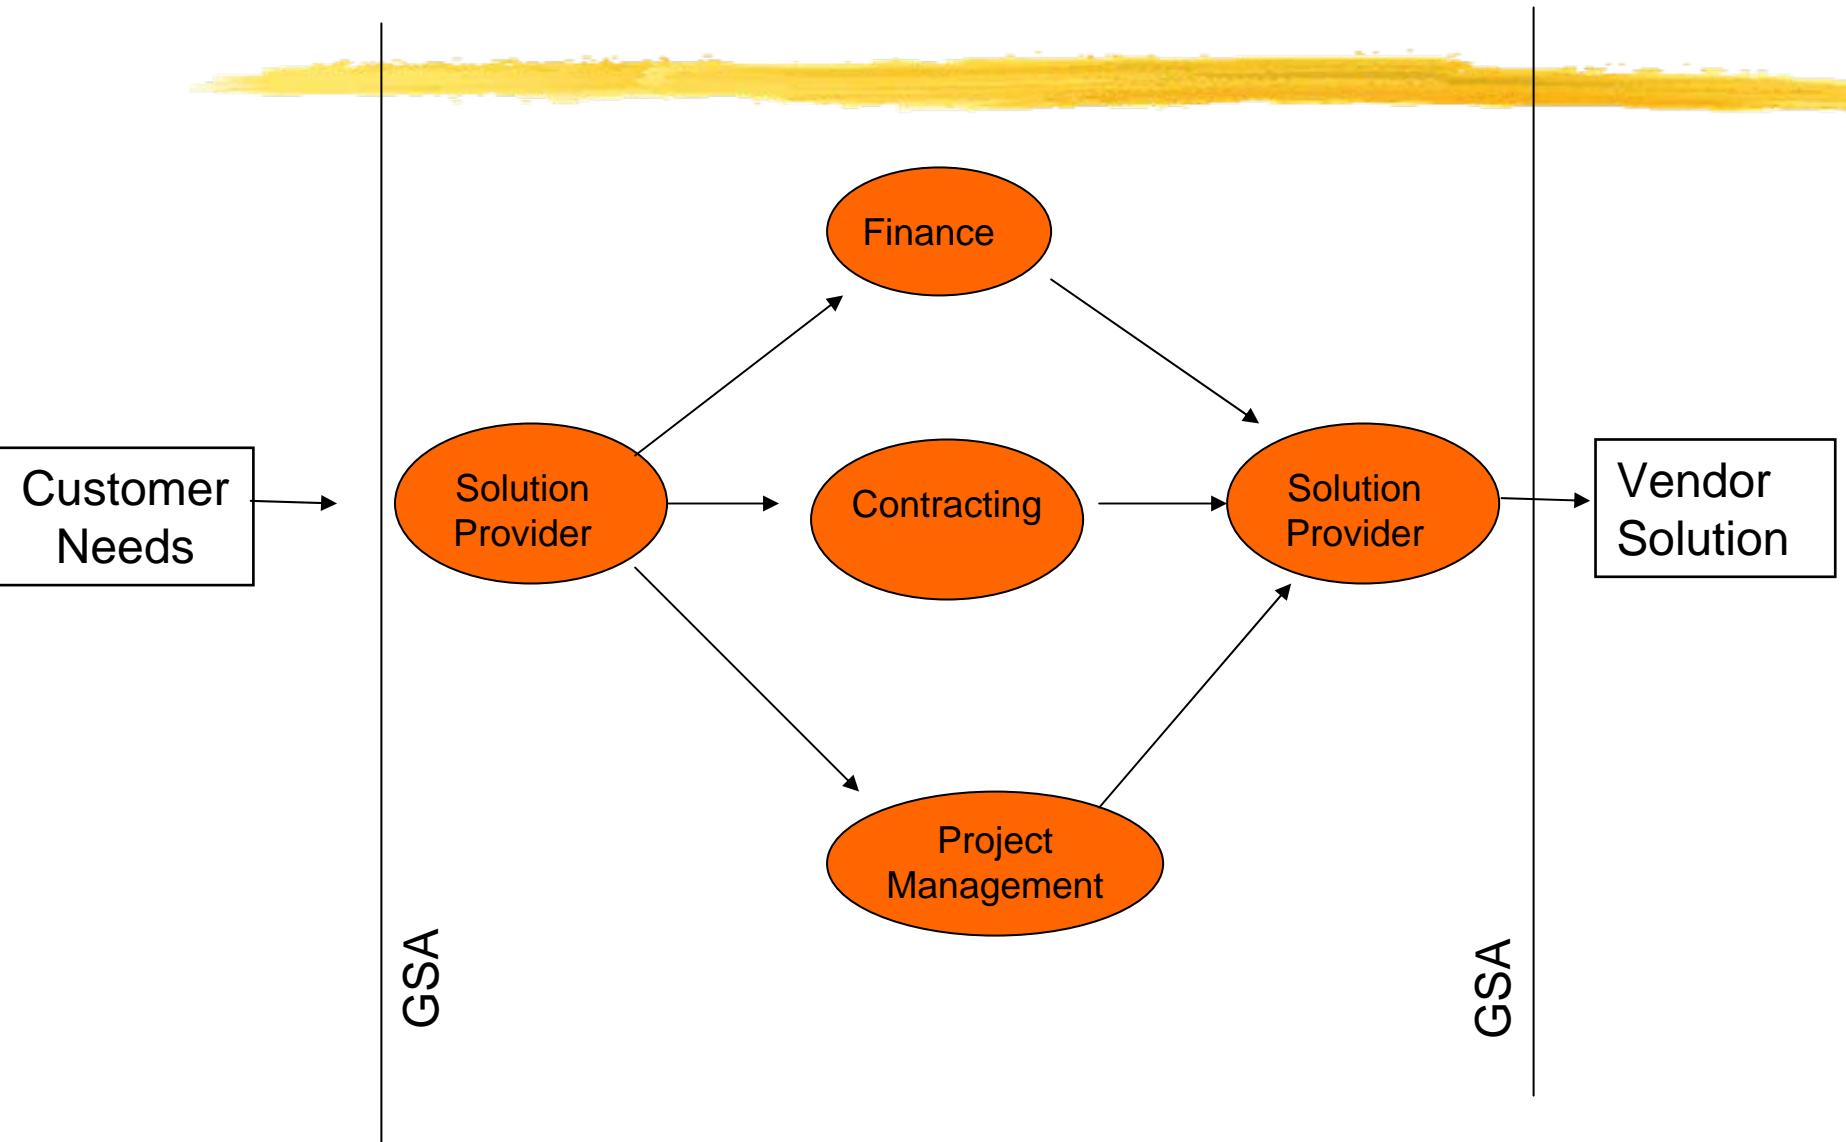 Finance
Customer
Needs
Solution
Provider
Contracting
Solution
Provider
Vendor
Solution
Project
Management
GSA
GSA